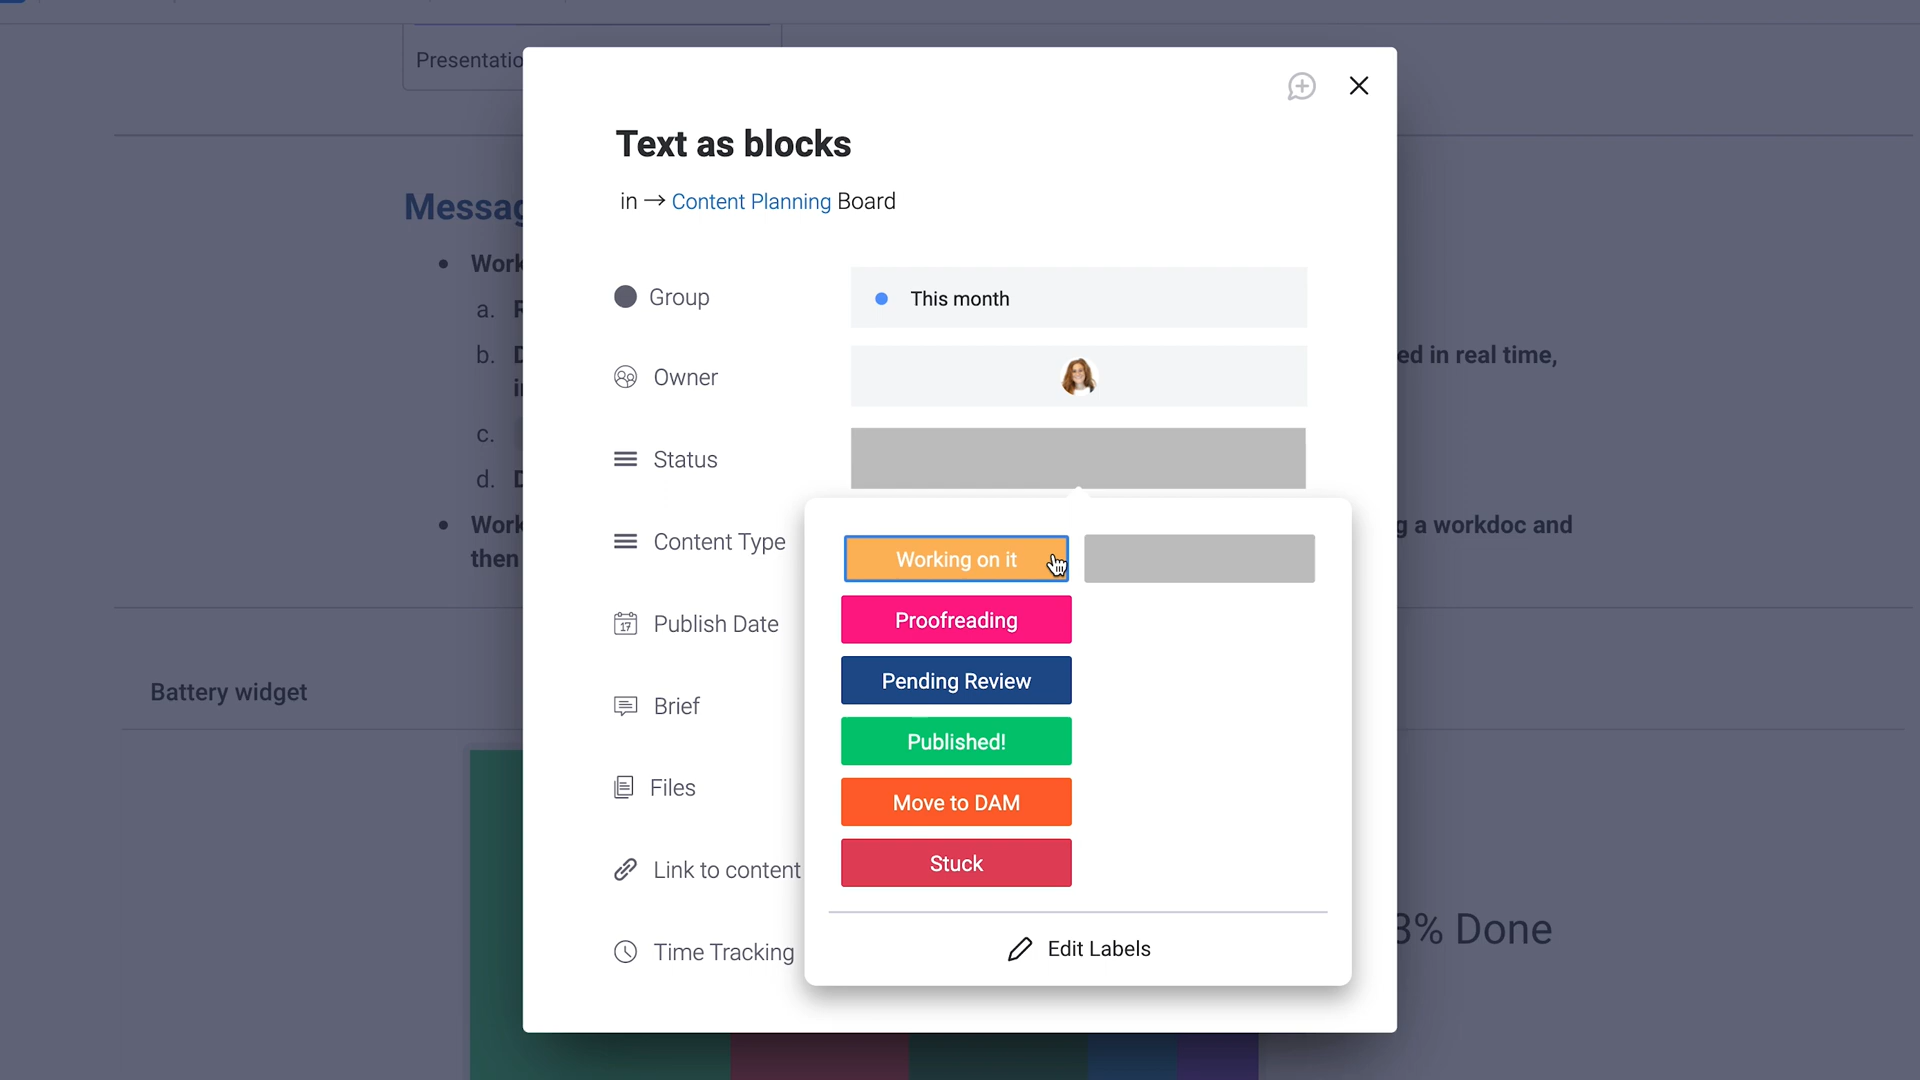 Presentatio
Text as blocks
in → Content Planning Board
Messag
Work
a. R
b. D
ed in real time,
i
c.
d. D
Work
g a workdoc and
then
Group
This month
Owner
Status
Content Type
Publish Date
17
Brief
Files
Link to content
Time Tracking
Working on it
Proofreading
Pending Review
Published!
Move to DAM
Stuck
Edit Labels
Battery widget
3% Done